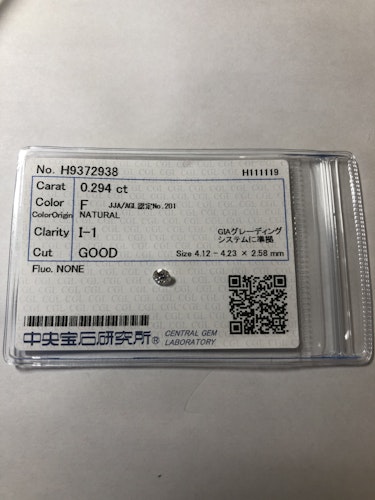 No. H9372938 H111119
Carat 0.294 ct
Color F JJA/AGL認定No.201
ColorOrigin NATURAL
Clarity I-1 GIAグレーディング
システムに準拠
Cut GOOD Size 4.12 - 4.23 × 2.58 mm
Fluo. NONE
中央宝石研究所® CENTRAL GEM
LABORATORY